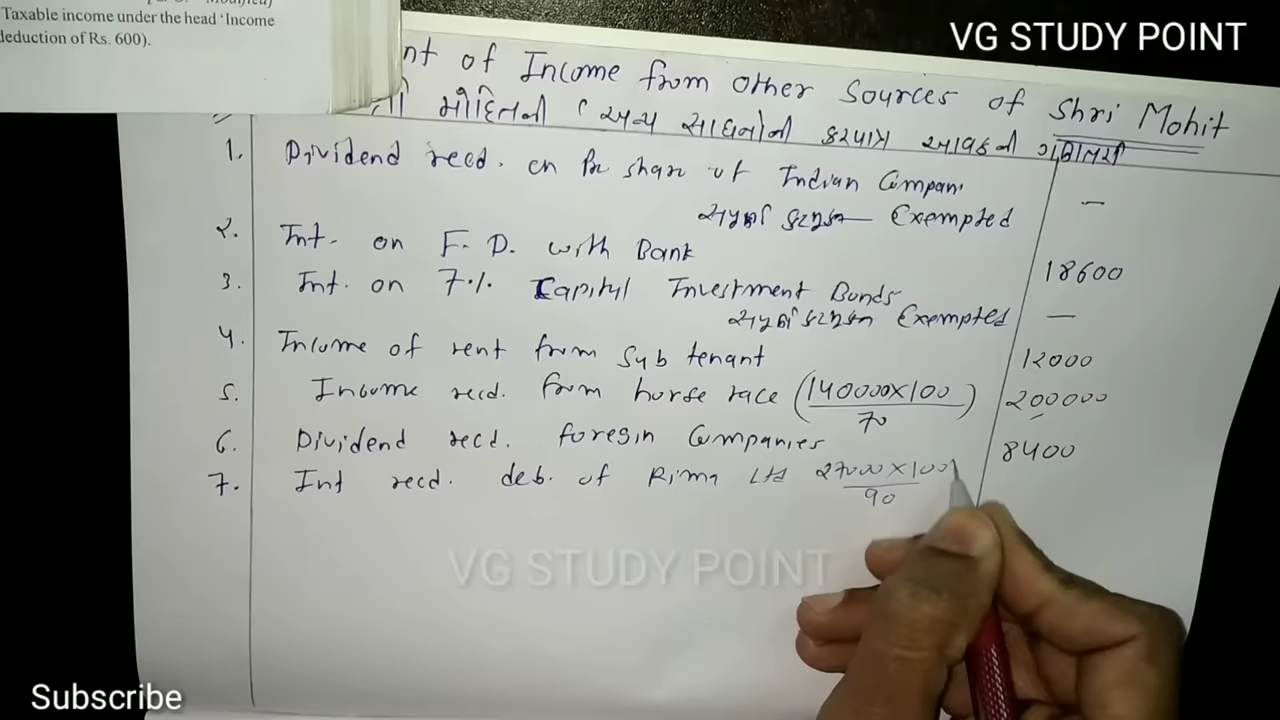 Modified)
Taxable income under the head 'Income
deduction of Rs. 600).
VG STUDY POINT
nt of Income from Other Sources of Shri Mohit
1. Dividend recd. on Pr share of Indian Compan
Exempted —
2. Int. on F. D. with Bank 18600
3. Int. on 7.1. Capital Investment Bonds
Exempted —
4. Income of rent from Sub tenant 12000
5. Income recd. from horse race (140000×100 / 70) 200000
6. Dividend recd. foregin Companies 8400
7. Int recd. deb. of Rima Ltd 27000×100 / 90
VG STUDY POINT
Subscribe